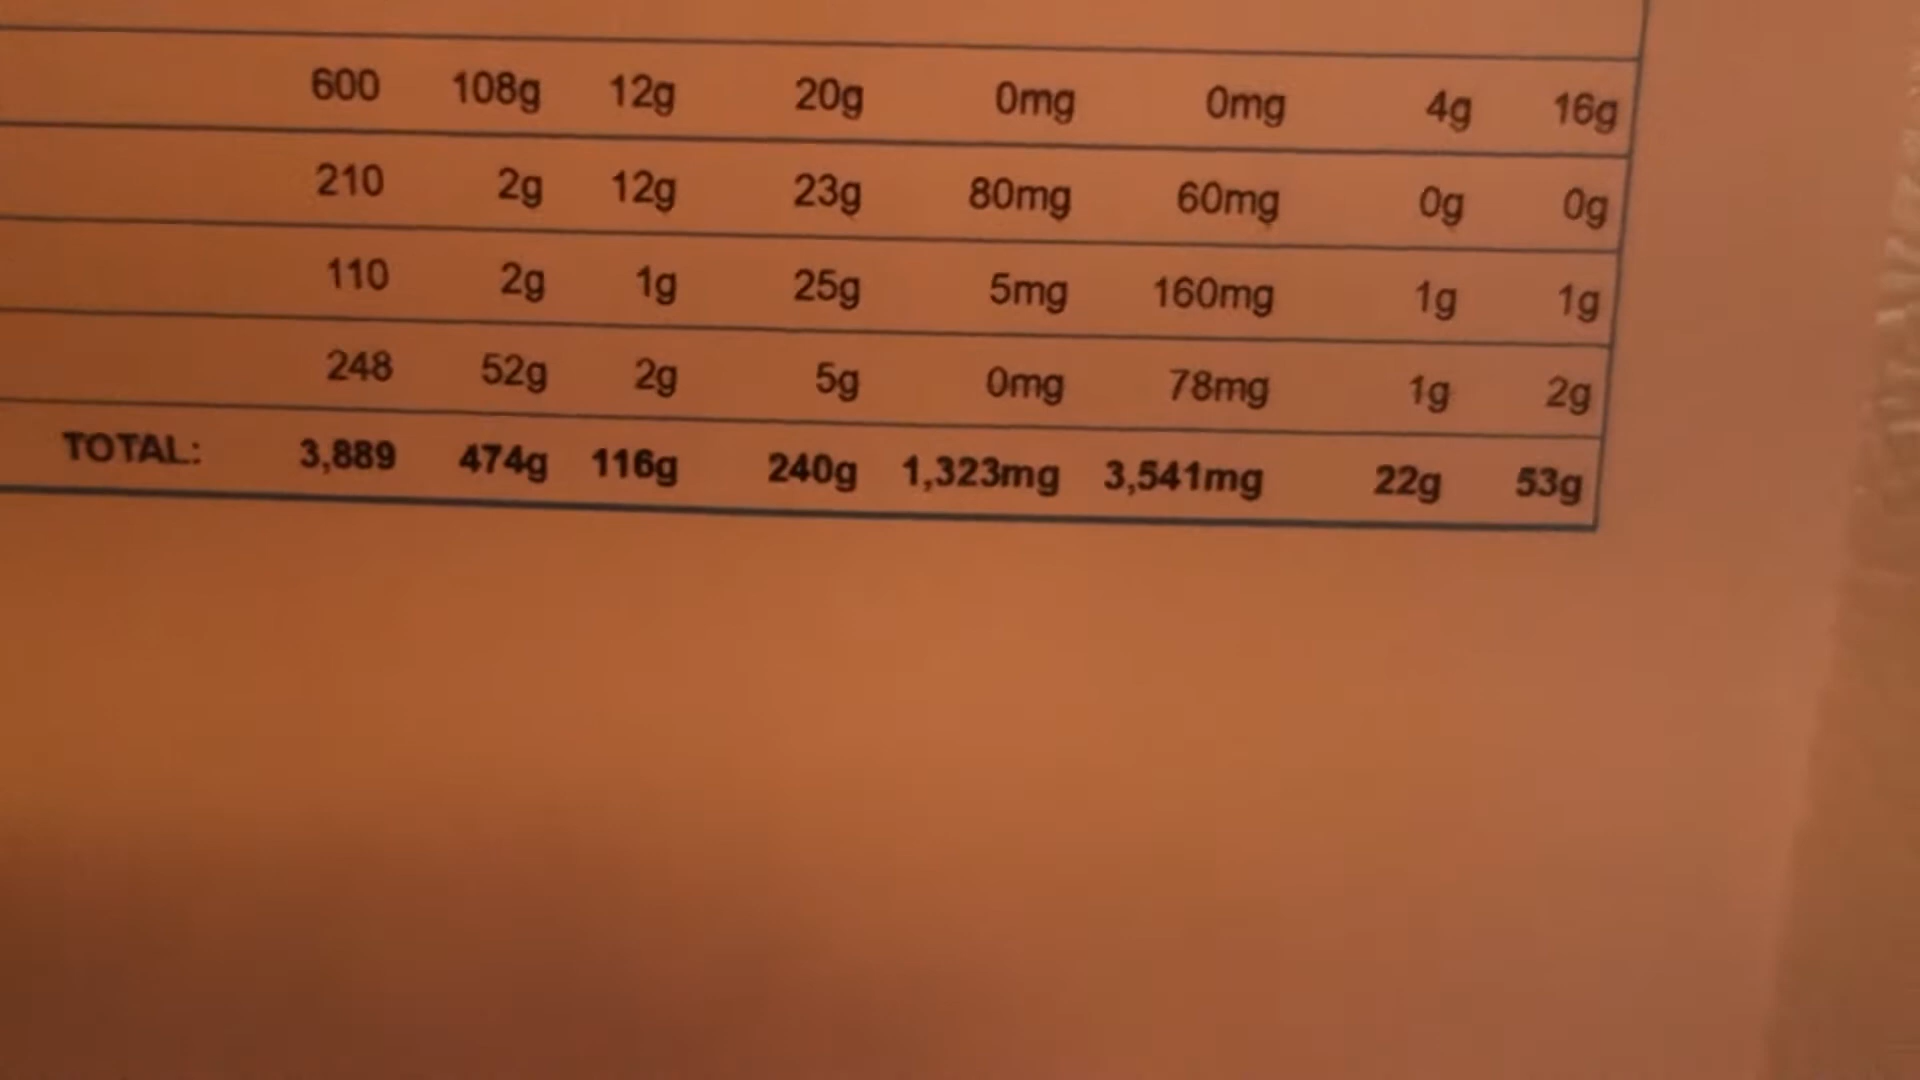 600 108g 12g 20g 0mg 0mg 4g 16g
210 2g 12g 23g 80mg 60mg 0g 0g
110 2g 1g 25g 5mg 160mg 1g 1g
248 52g 2g 5g 0mg 78mg 1g 2g
TOTAL: 3,889 474g 116g 240g 1,323mg 3,541mg 22g 53g